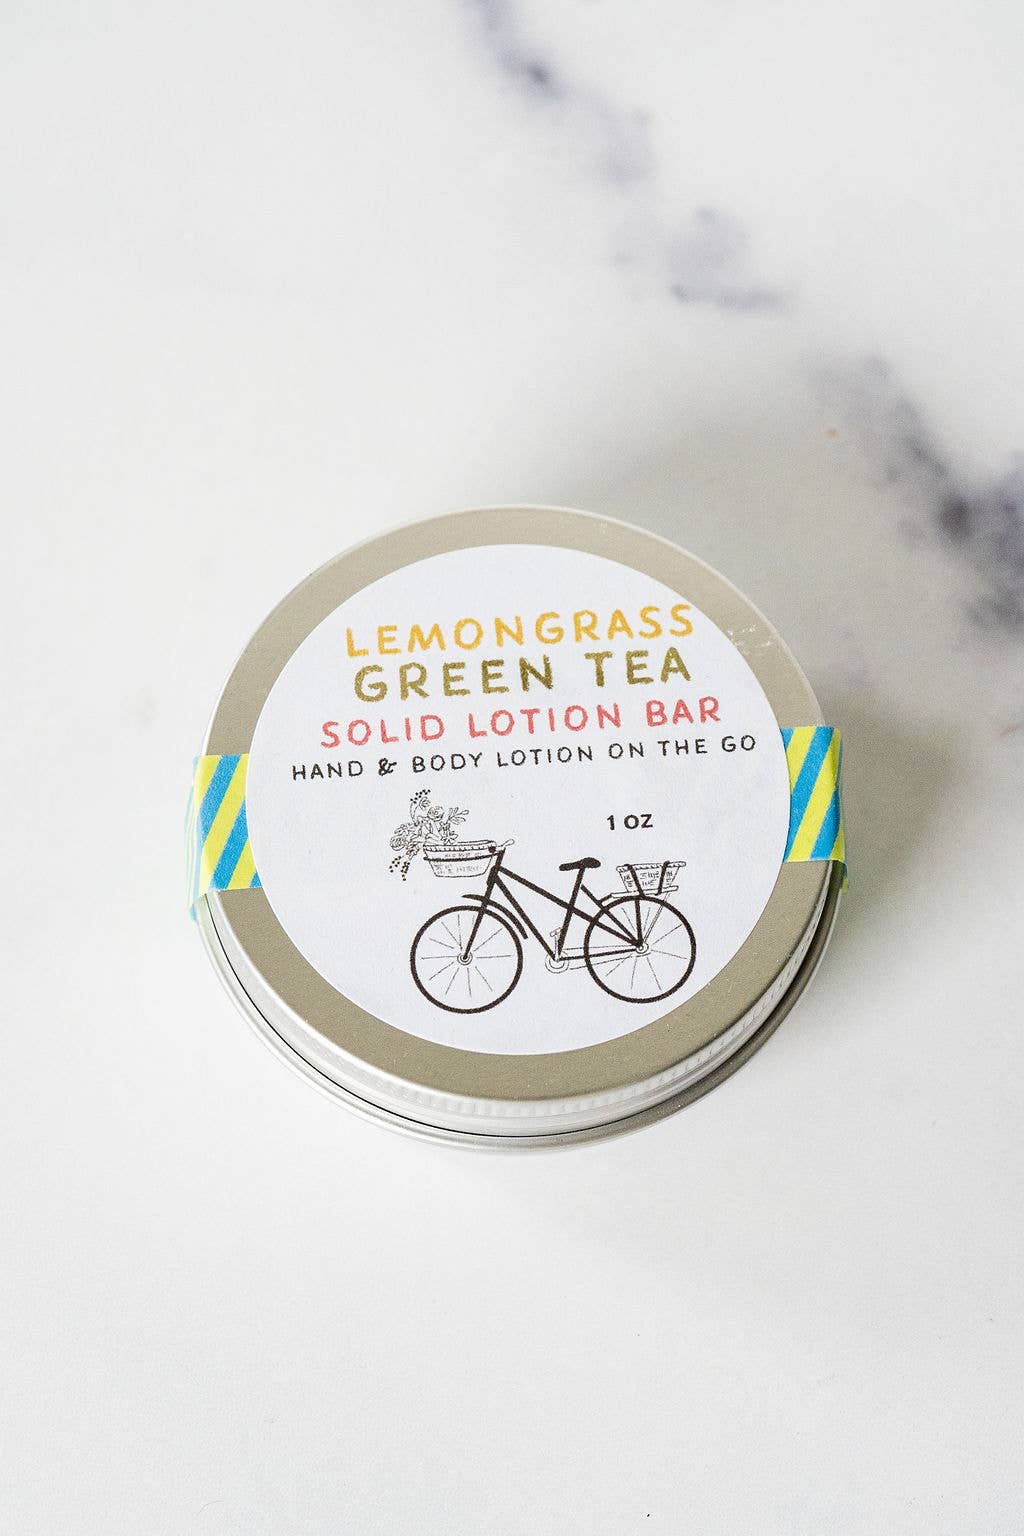 LEMONGRASS
GREEN TEA
SOLID LOTION BAR
HAND & BODY LOTION ON THE GO
1 OZ